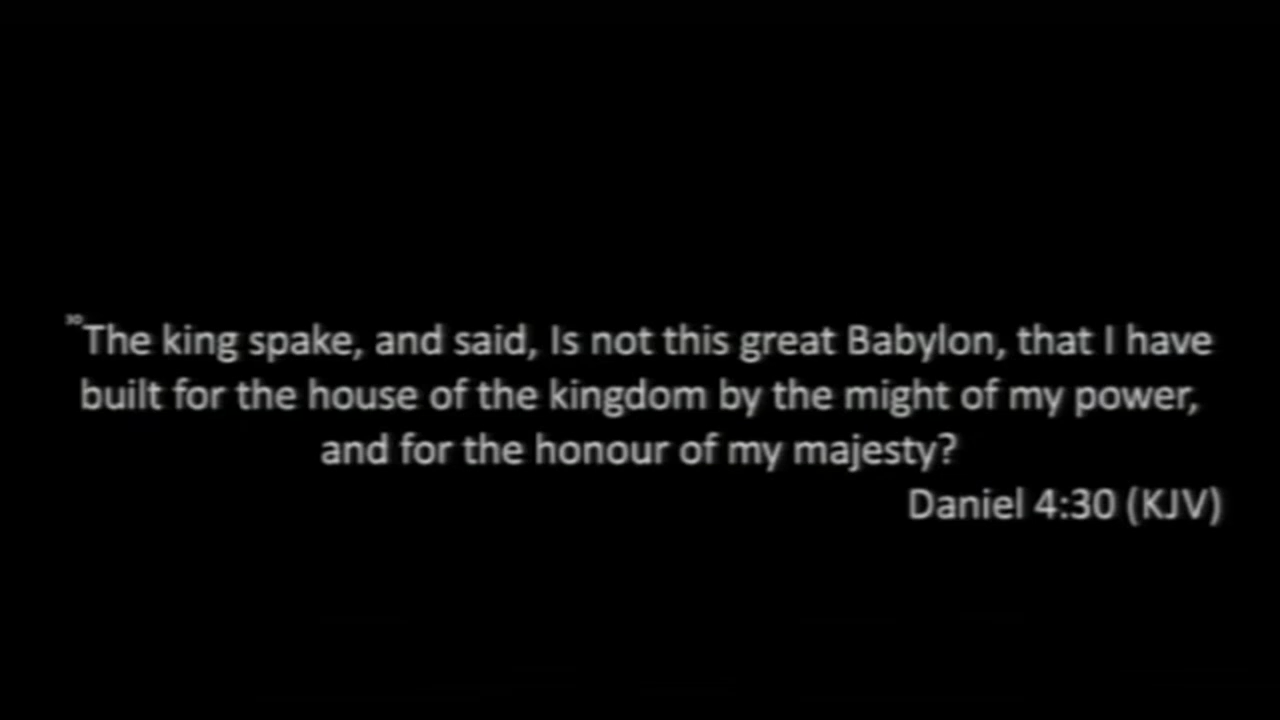 30The king spake, and said, Is not this great Babylon, that I have
built for the house of the kingdom by the might of my power,
and for the honour of my majesty?
Daniel 4:30 (KJV)